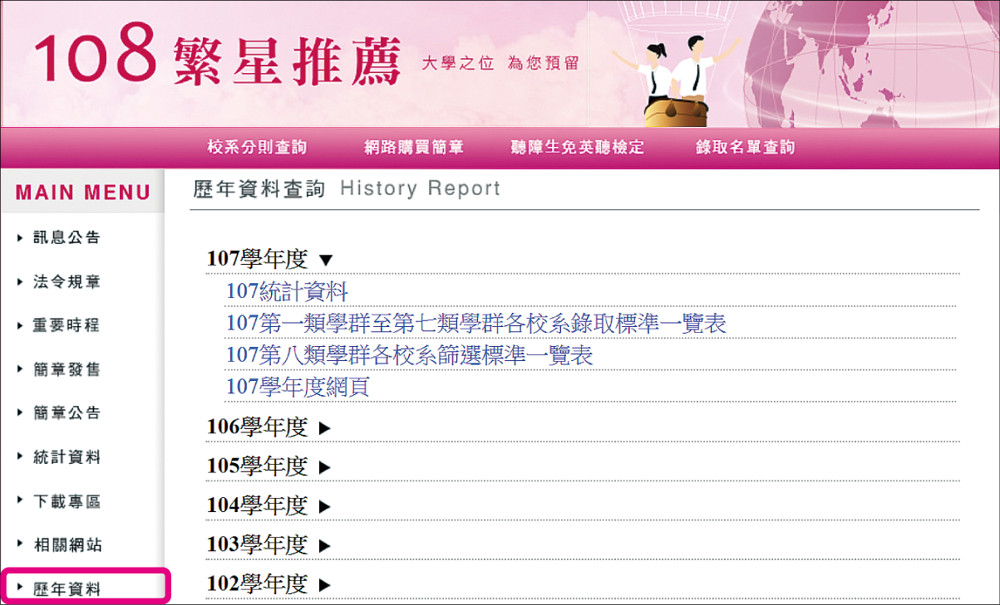 108 繁星推薦 大學之位 為您預留
校系分則查詢 網路購買簡章 聽障生免英聽檢定 錄取名單查詢
MAIN MENU
訊息公告
法令規章
重要時程
簡章發售
簡章公告
統計資料
下載專區
相關網站
歷年資料
歷年資料查詢 History Report
107學年度 ▼
107統計資料
107第一類學群至第七類學群各校系錄取標準一覽表
107第八類學群各校系篩選標準一覽表
107學年度網頁
106學年度 ▶
105學年度 ▶
104學年度 ▶
103學年度 ▶
102學年度 ▶